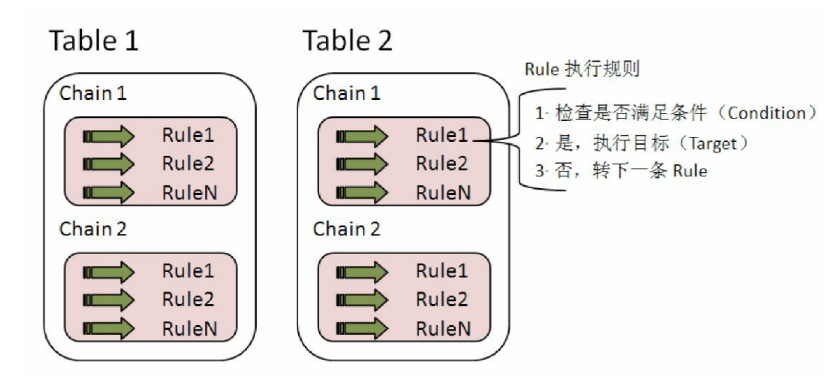 Table 1
Chain 1
Rule1
Rule2
RuleN
Chain 2
Rule1
Rule2
RuleN
Table 2
Chain 1
Rule1
Rule2
RuleN
Chain 2
Rule1
Rule2
RuleN
Rule 执行规则
1· 检查是否满足条件（Condition）
2· 是，执行目标（Target）
3· 否，转下一条 Rule